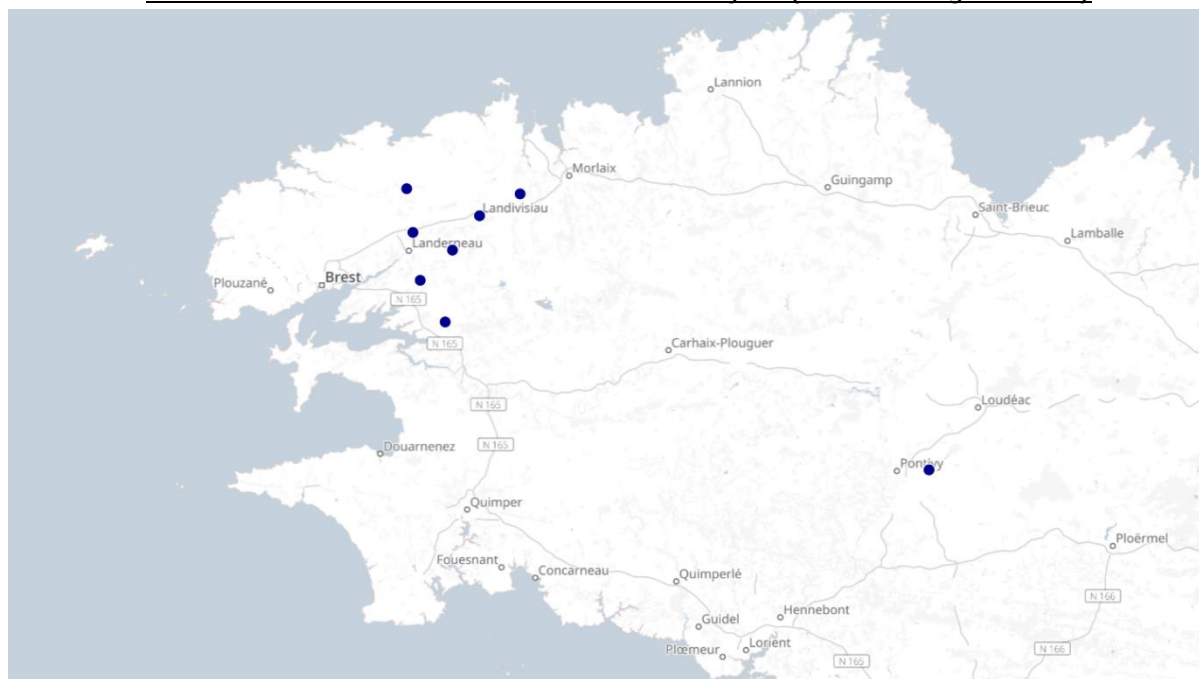 Lannion
Morlaix
Guingamp
Landivisiau
Saint-Brieuc
Landerneau
Lamballe
Plouzané
Brest
N 165
N 165
Carhaix-Plouguer
N 165
Loudéac
N 165
Douarnenez
Pontivy
Quimper
Ploërmel
Fouesnant
Concarneau
Quimperlé
N 166
Hennebont
Guidel
Lorient
N 166
Plœmeur
N 165